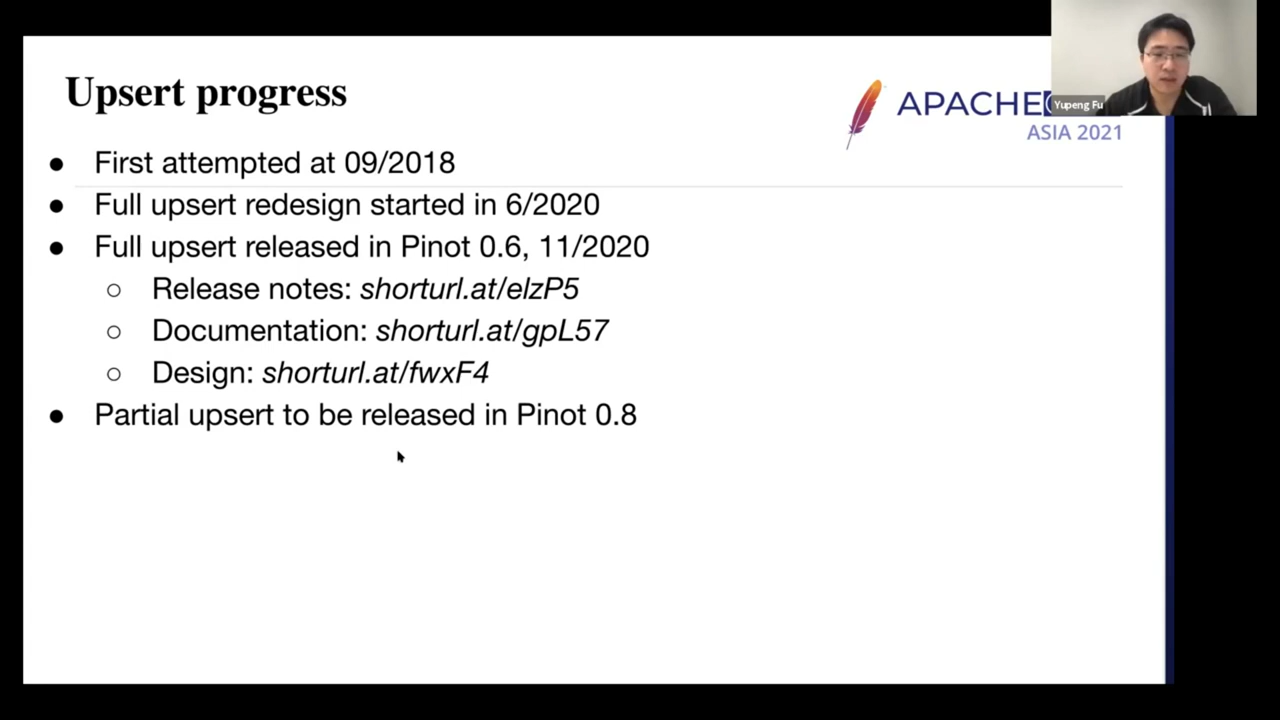 Upsert progress
APACHE
ASIA 2021
Yupeng Fu
● First attempted at 09/2018
● Full upsert redesign started in 6/2020
● Full upsert released in Pinot 0.6, 11/2020
○ Release notes: shorturl.at/elzP5
○ Documentation: shorturl.at/gpL57
○ Design: shorturl.at/fwxF4
● Partial upsert to be released in Pinot 0.8